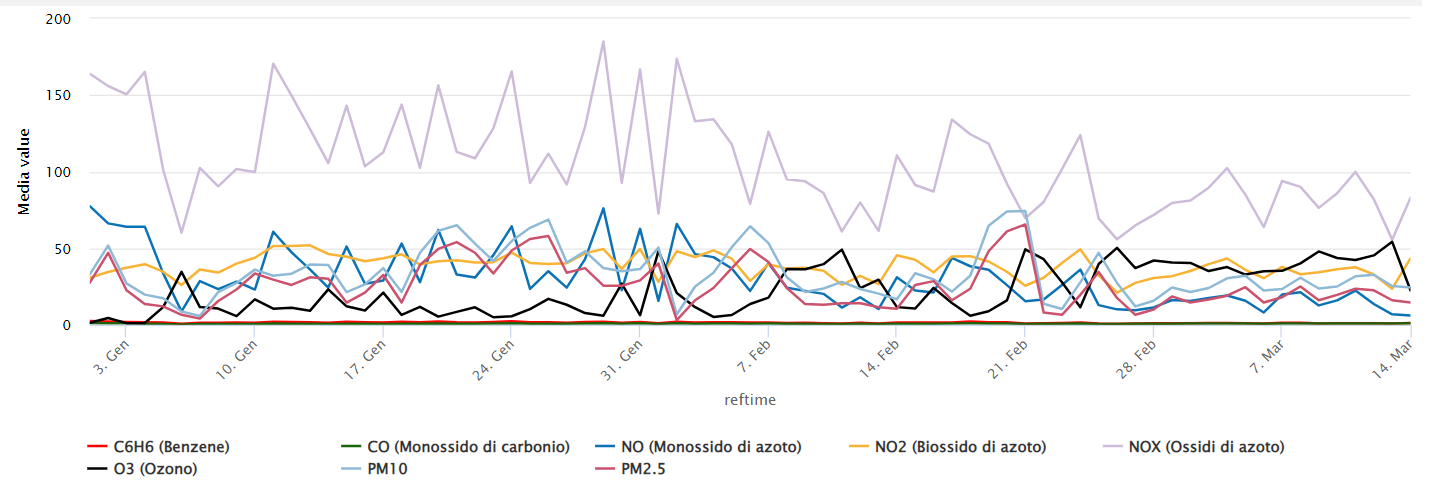 200
150
100
50
0
Media value
3. Gen
10. Gen
17. Gen
24. Gen
31. Gen
7. Feb
14. Feb
21. Feb
28. Feb
7. Mar
14. Mar
reftime
C6H6 (Benzene) CO (Monossido di carbonio) NO (Monossido di azoto) NO2 (Biossido di azoto) NOX (Ossidi di azoto)
O3 (Ozono) PM10 PM2.5